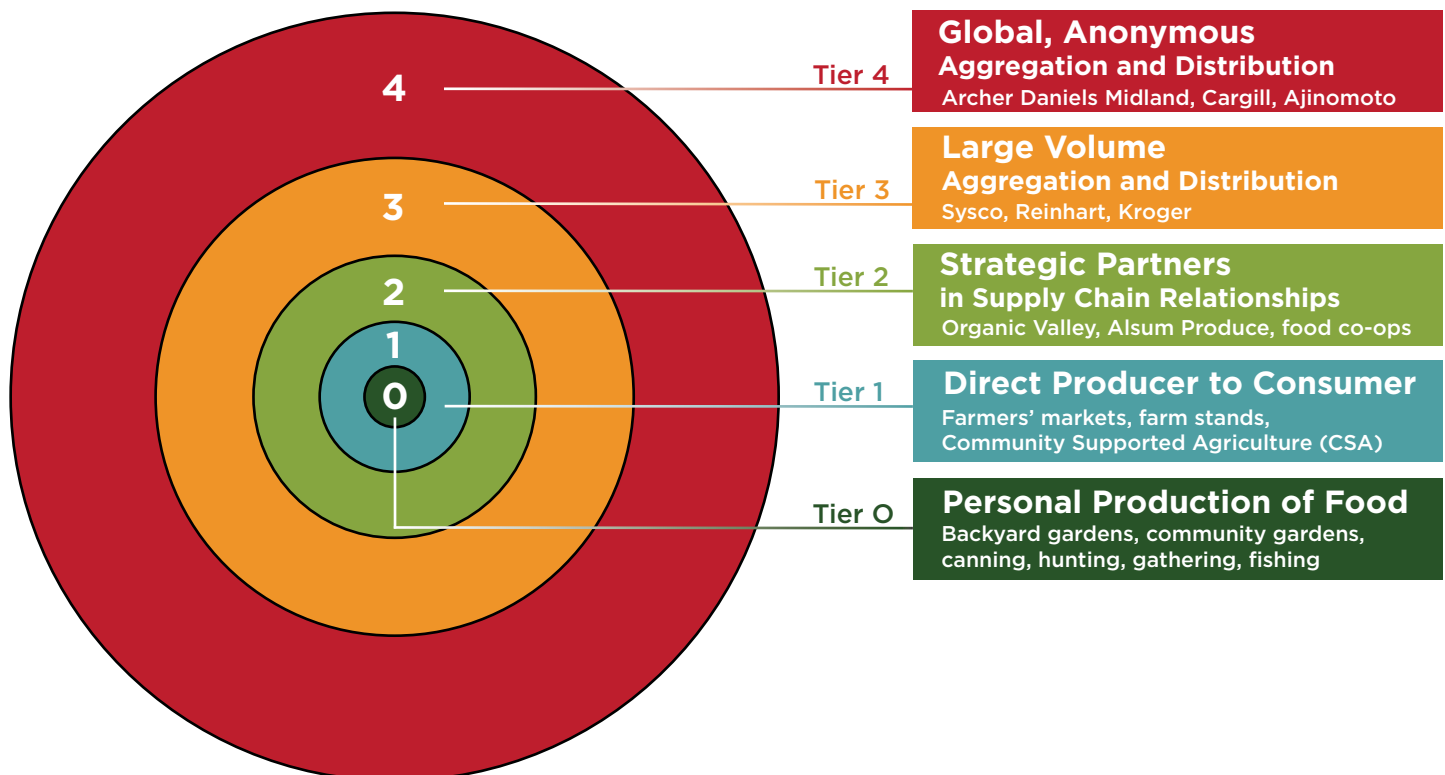 4
3
2
1
0
Tier 4
Global, Anonymous
Aggregation and Distribution
Archer Daniels Midland, Cargill, Ajinomoto
Tier 3
Large Volume
Aggregation and Distribution
Sysco, Reinhart, Kroger
Tier 2
Strategic Partners
in Supply Chain Relationships
Organic Valley, Alsum Produce, food co-ops
Tier 1
Direct Producer to Consumer
Farmers’ markets, farm stands,
Community Supported Agriculture (CSA)
Tier O
Personal Production of Food
Backyard gardens, community gardens,
canning, hunting, gathering, fishing